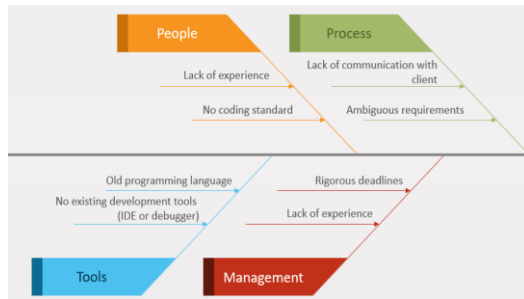 People
Process
Lack of experience
Lack of communication with
client
No coding standard
Ambiguous requirements
Old programming language
Rigorous deadlines
No existing development tools
(IDE or debugger)
Lack of experience
Tools
Management